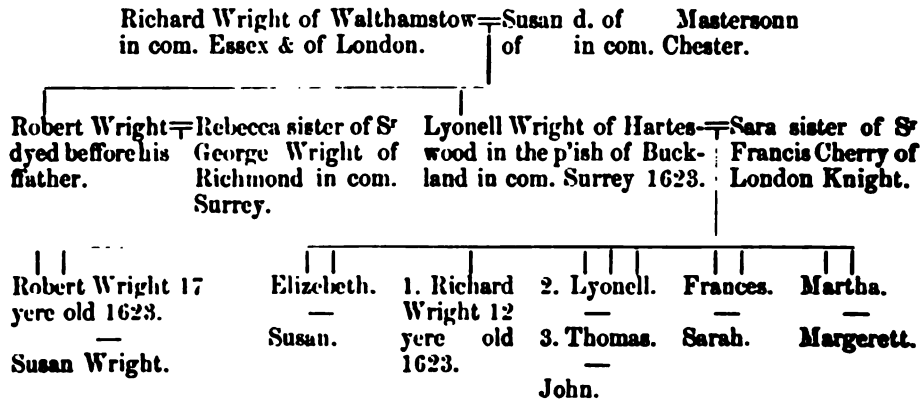 Richard Wright of Walthamstow=Susan d. of Mastersonn
in com. Essex & of London. of in com. Chester.
Robert Wright=Rebecca sister of Sr
dyed beffore his George Wright of
ffather. Richmond in com.
Surrey.
Lyonell Wright of Hartes-=Sara sister of Sr
wood in the p'ish of Buck- Francis Cherry of
land in com. Surrey 1623. London Knight.
Robert Wright 17
yere old 1623.
Susan Wright.
Elizebeth.
Susan.
1. Richard
Wright 12
yere old
1623.
2. Lyonell.
3. Thomas.
John.
Frances.
Sarah.
Martha.
Margerett.